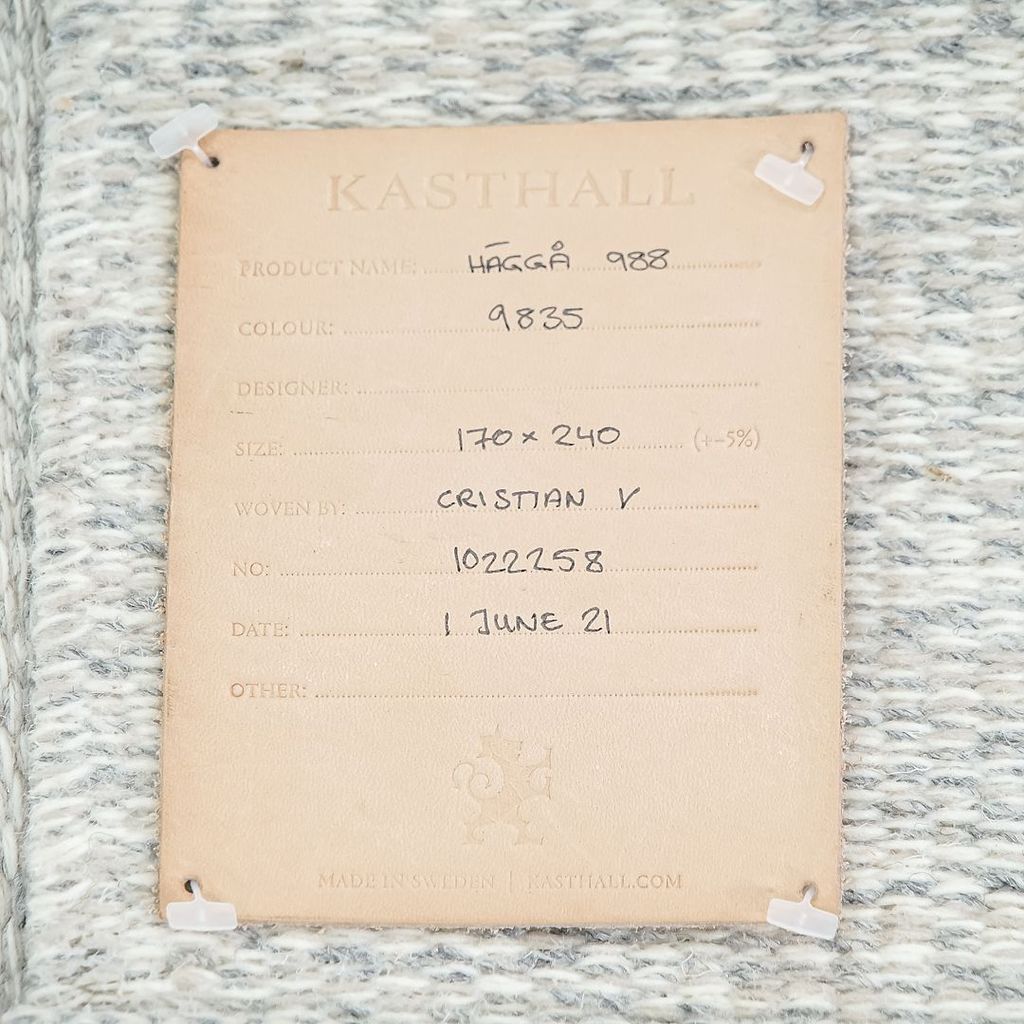 KASTHALL
PRODUCT NAME: HÄGGÅ 988
COLOUR: 9835
DESIGNER:
SIZE: 170 x 240 (+-5%)
WOVEN BY: CRISTIAN V
NO: 1022258
DATE: 1 JUNE 21
OTHER:
MADE IN SWEDEN | KASTHALL.COM